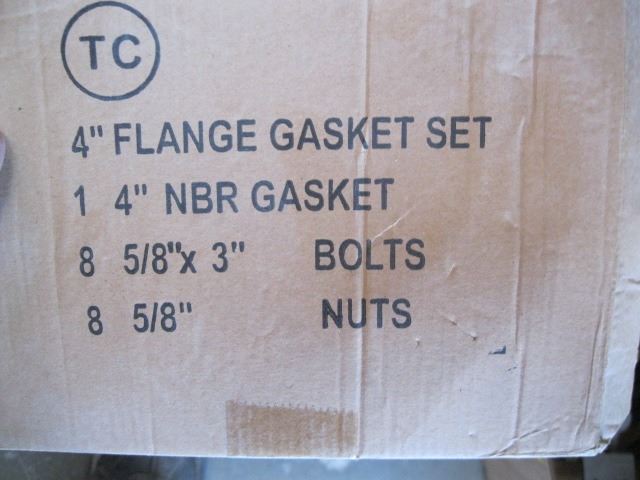 TC
4" FLANGE GASKET SET
1 4" NBR GASKET
8 5/8"x 3" BOLTS
8 5/8" NUTS